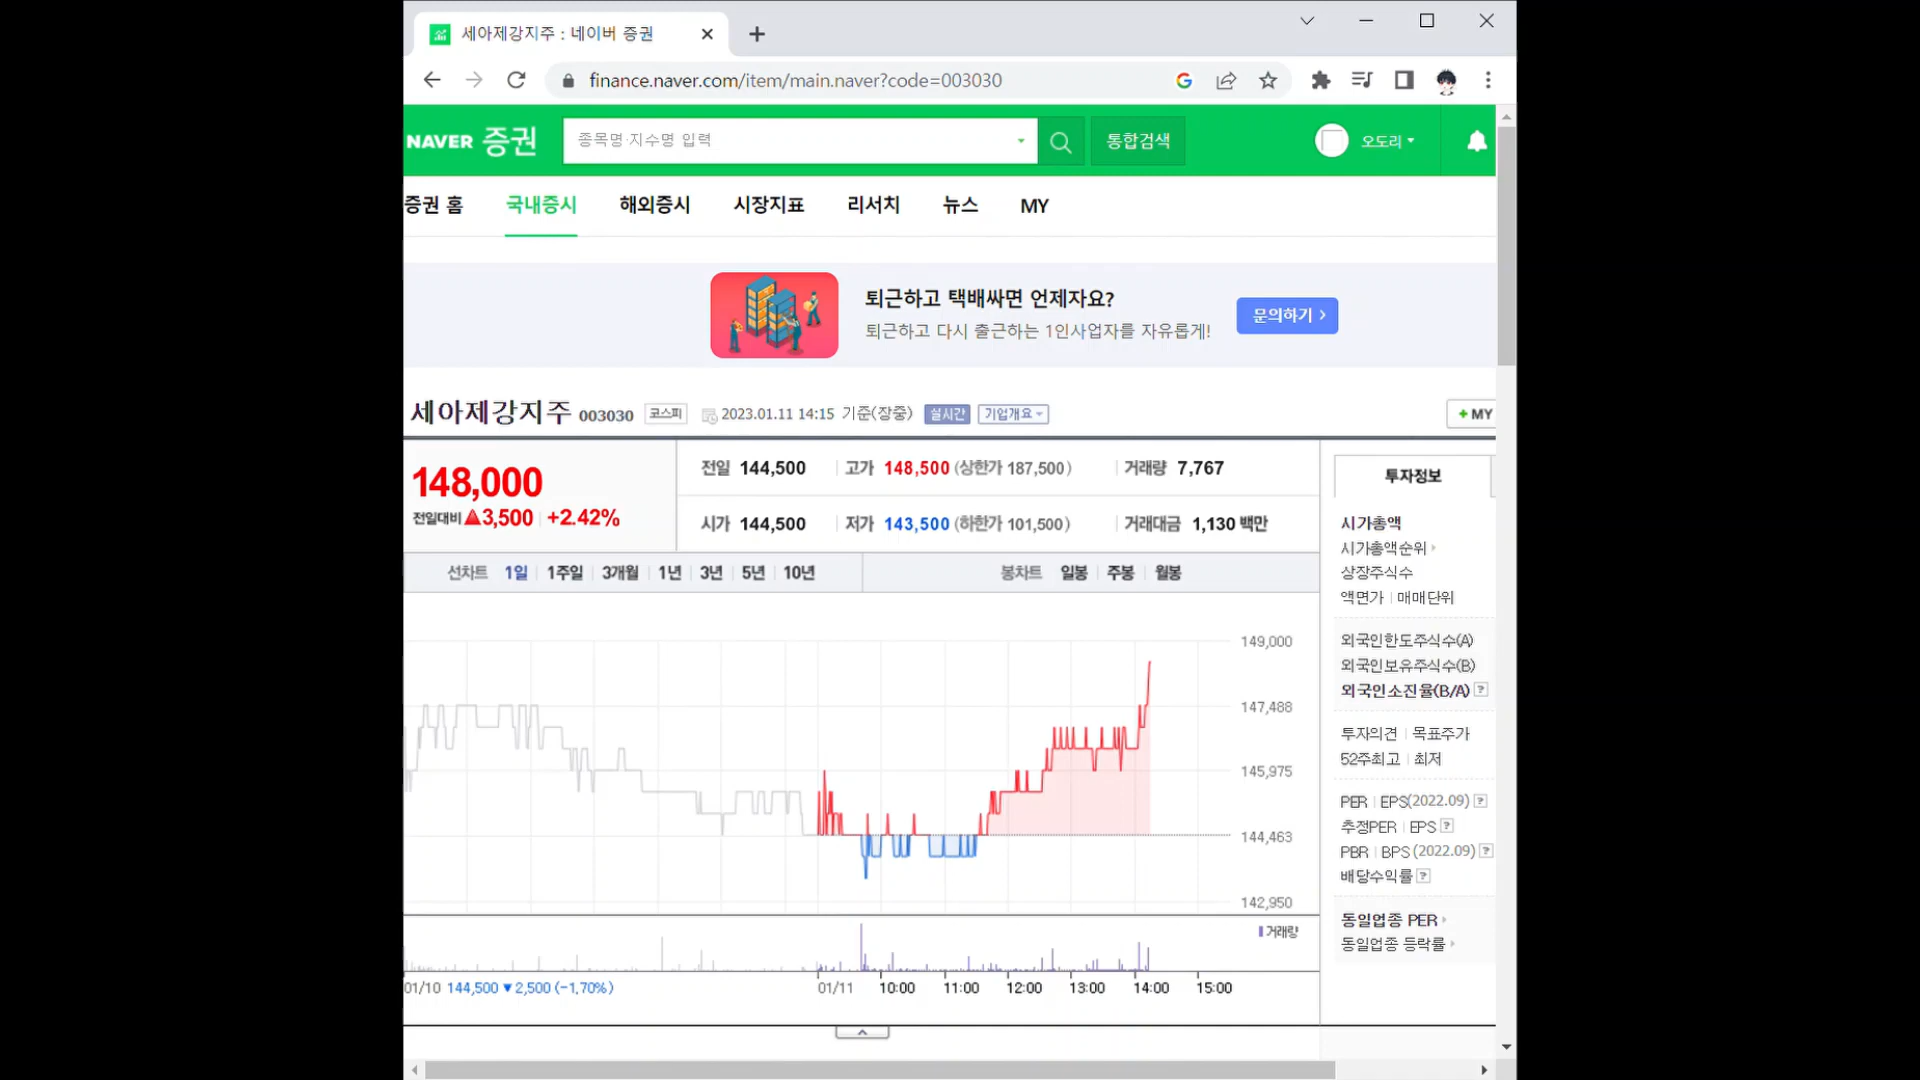 세아제강지주 : 네이버 증권
finance.naver.com/item/main.naver?code=003030
NAVER 증권
종목명·지수명 입력
통합검색
오도리
증권 홈 국내증시 해외증시 시장지표 리서치 뉴스 MY
퇴근하고 택배싸면 언제자요?
퇴근하고 다시 출근하는 1인사업자를 자유롭게!
문의하기
세아제강지주 003030 코스피 2023.01.11 14:15 기준(장중) 실시간 기업개요
+ MY
148,000
전일대비 ▲3,500 +2.42%
전일 144,500 고가 148,500 (상한가 187,500) 거래량 7,767
시가 144,500 저가 143,500 (하한가 101,500) 거래대금 1,130 백만
선차트 1일 1주일 3개월 1년 3년 5년 10년
봉차트 일봉 주봉 월봉
149,000
147,488
145,975
144,463
142,950
거래량
01/10 144,500 ▼2,500 (-1,70%)
01/11 10:00 11:00 12:00 13:00 14:00 15:00
투자정보
시가총액
시가총액순위
상장주식수
액면가 | 매매단위
외국인한도주식수(A)
외국인보유주식수(B)
외국인소진율(B/A) ?
투자의견 | 목표주가
52주최고 | 최저
PER | EPS(2022.09) ?
추정PER | EPS ?
PBR | BPS (2022.09) ?
배당수익률 ?
동일업종 PER
동일업종 등락률